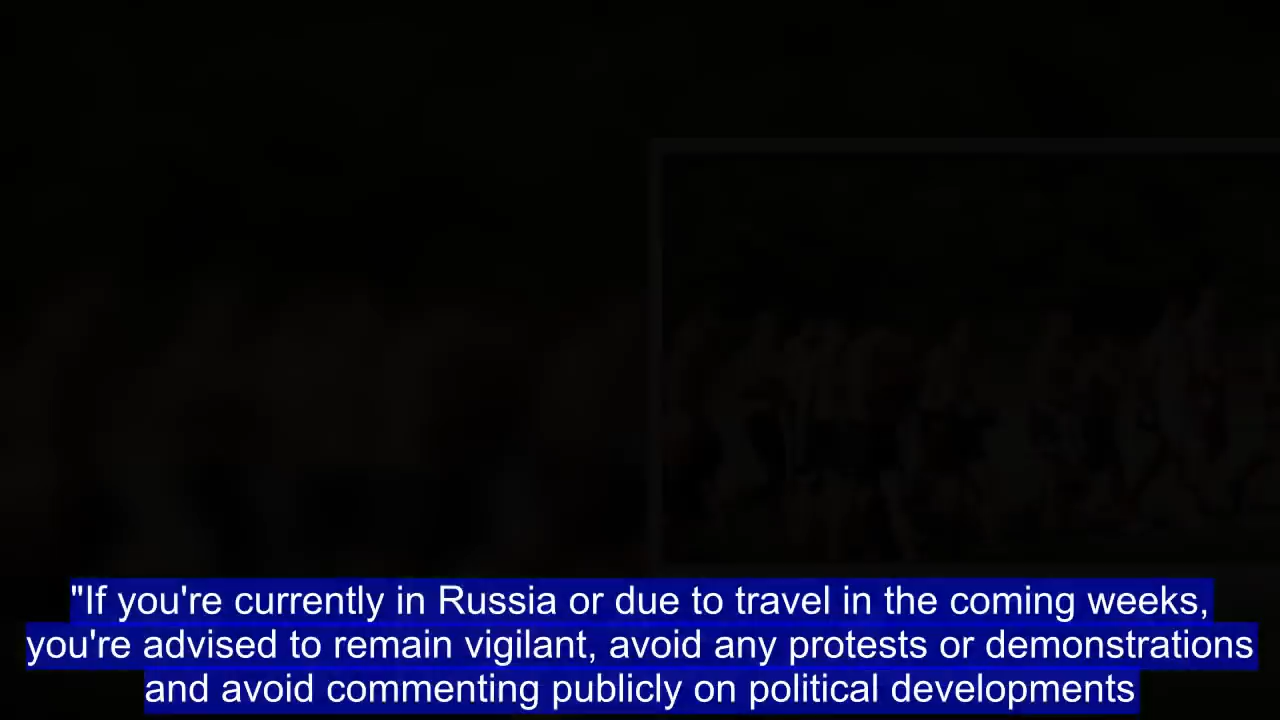 "If you're currently in Russia or due to travel in the coming weeks,
you're advised to remain vigilant, avoid any protests or demonstrations
and avoid commenting publicly on political developments